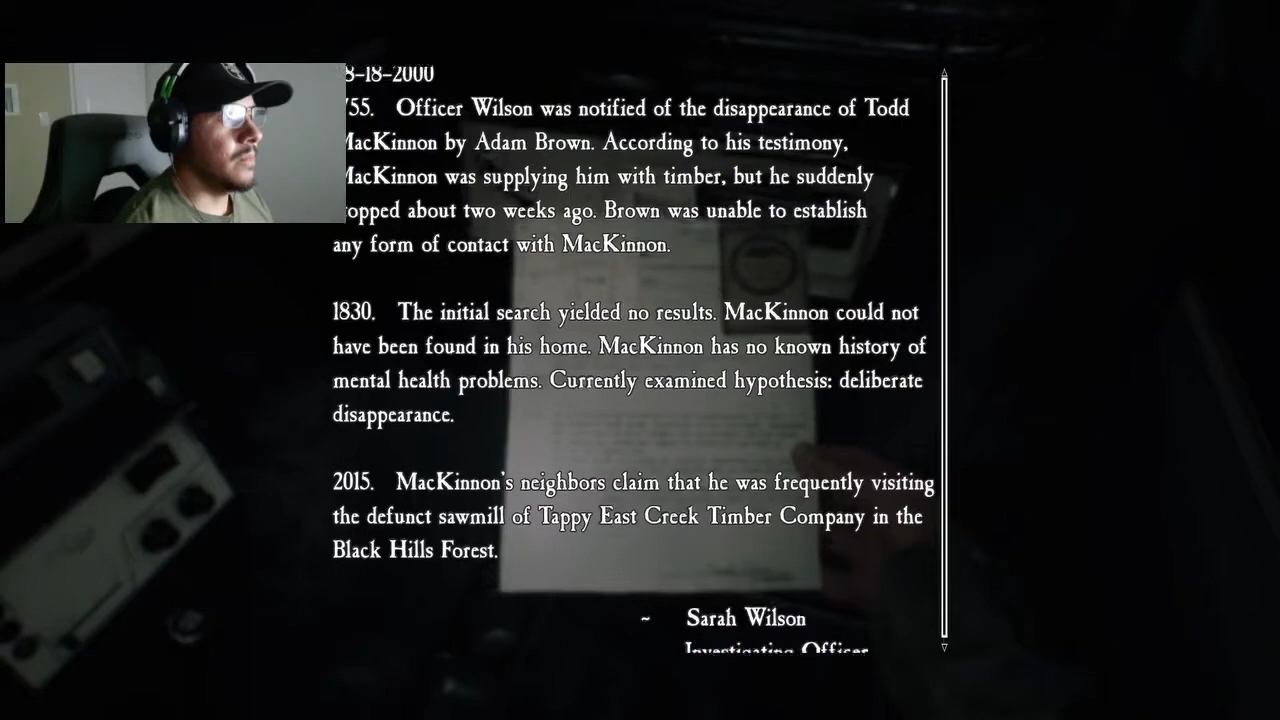 8-18-2000
755. Officer Wilson was notified of the disappearance of Todd
MacKinnon by Adam Brown. According to his testimony,
MacKinnon was supplying him with timber, but he suddenly
topped about two weeks ago. Brown was unable to establish
any form of contact with MacKinnon.
1830. The initial search yielded no results. MacKinnon could not
have been found in his home. MacKinnon has no known history of
mental health problems. Currently examined hypothesis: deliberate
disappearance.
2015. MacKinnon's neighbors claim that he was frequently visiting
the defunct sawmill of Tappy East Creek Timber Company in the
Black Hills Forest.
~ Sarah Wilson
Investigating Officer